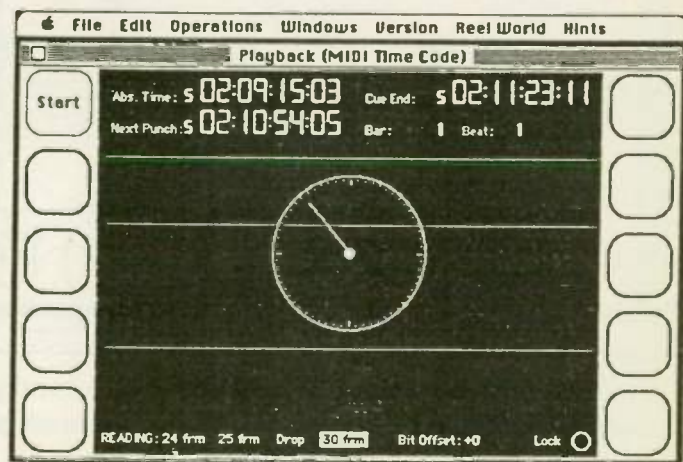 File Edit Operations Windows Version Reel World Hints
Playback (MIDI Time Code)
Start
Abs. Time: S 02:09:15:03 Cue End: S 02:11:23:11
Next Punch: S 02:10:54:05 Bar: 1 Beat: 1
READING: 24 frm 25 frm Drop 30 frm Bit Offset: +0 Lock